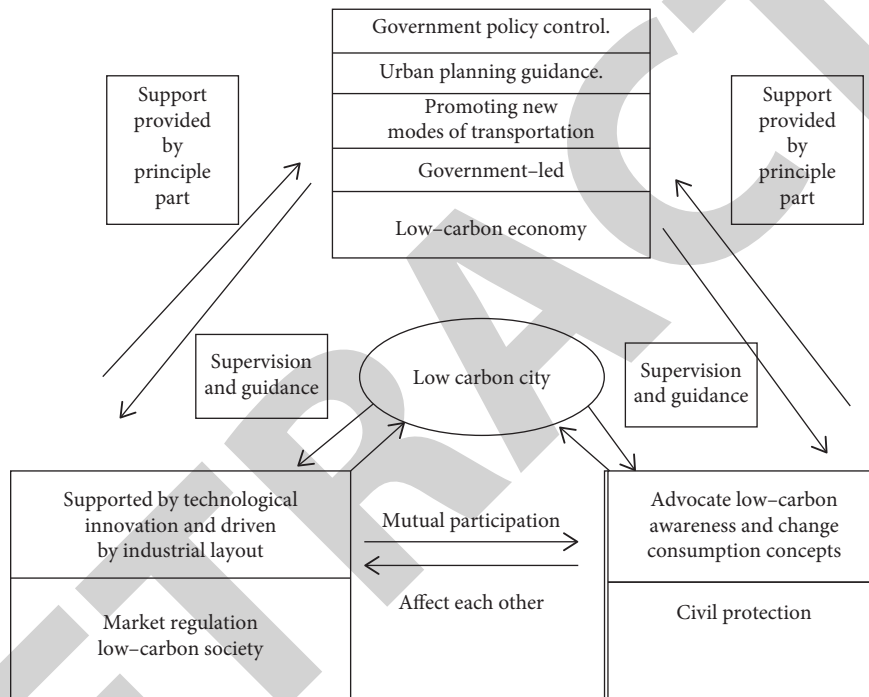 Government policy control.
Urban planning guidance.
Promoting new
modes of transportation
Government–led
Low–carbon economy
Support
provided
by
principle
part
Support
provided
by
principle
part
Supervision
and guidance
Low carbon city
Supervision
and guidance
Supported by technological
innovation and driven
by industrial layout
Market regulation
low–carbon society
Mutual participation
Affect each other
Advocate low–carbon
awareness and change
consumption concepts
Civil protection
TRACT